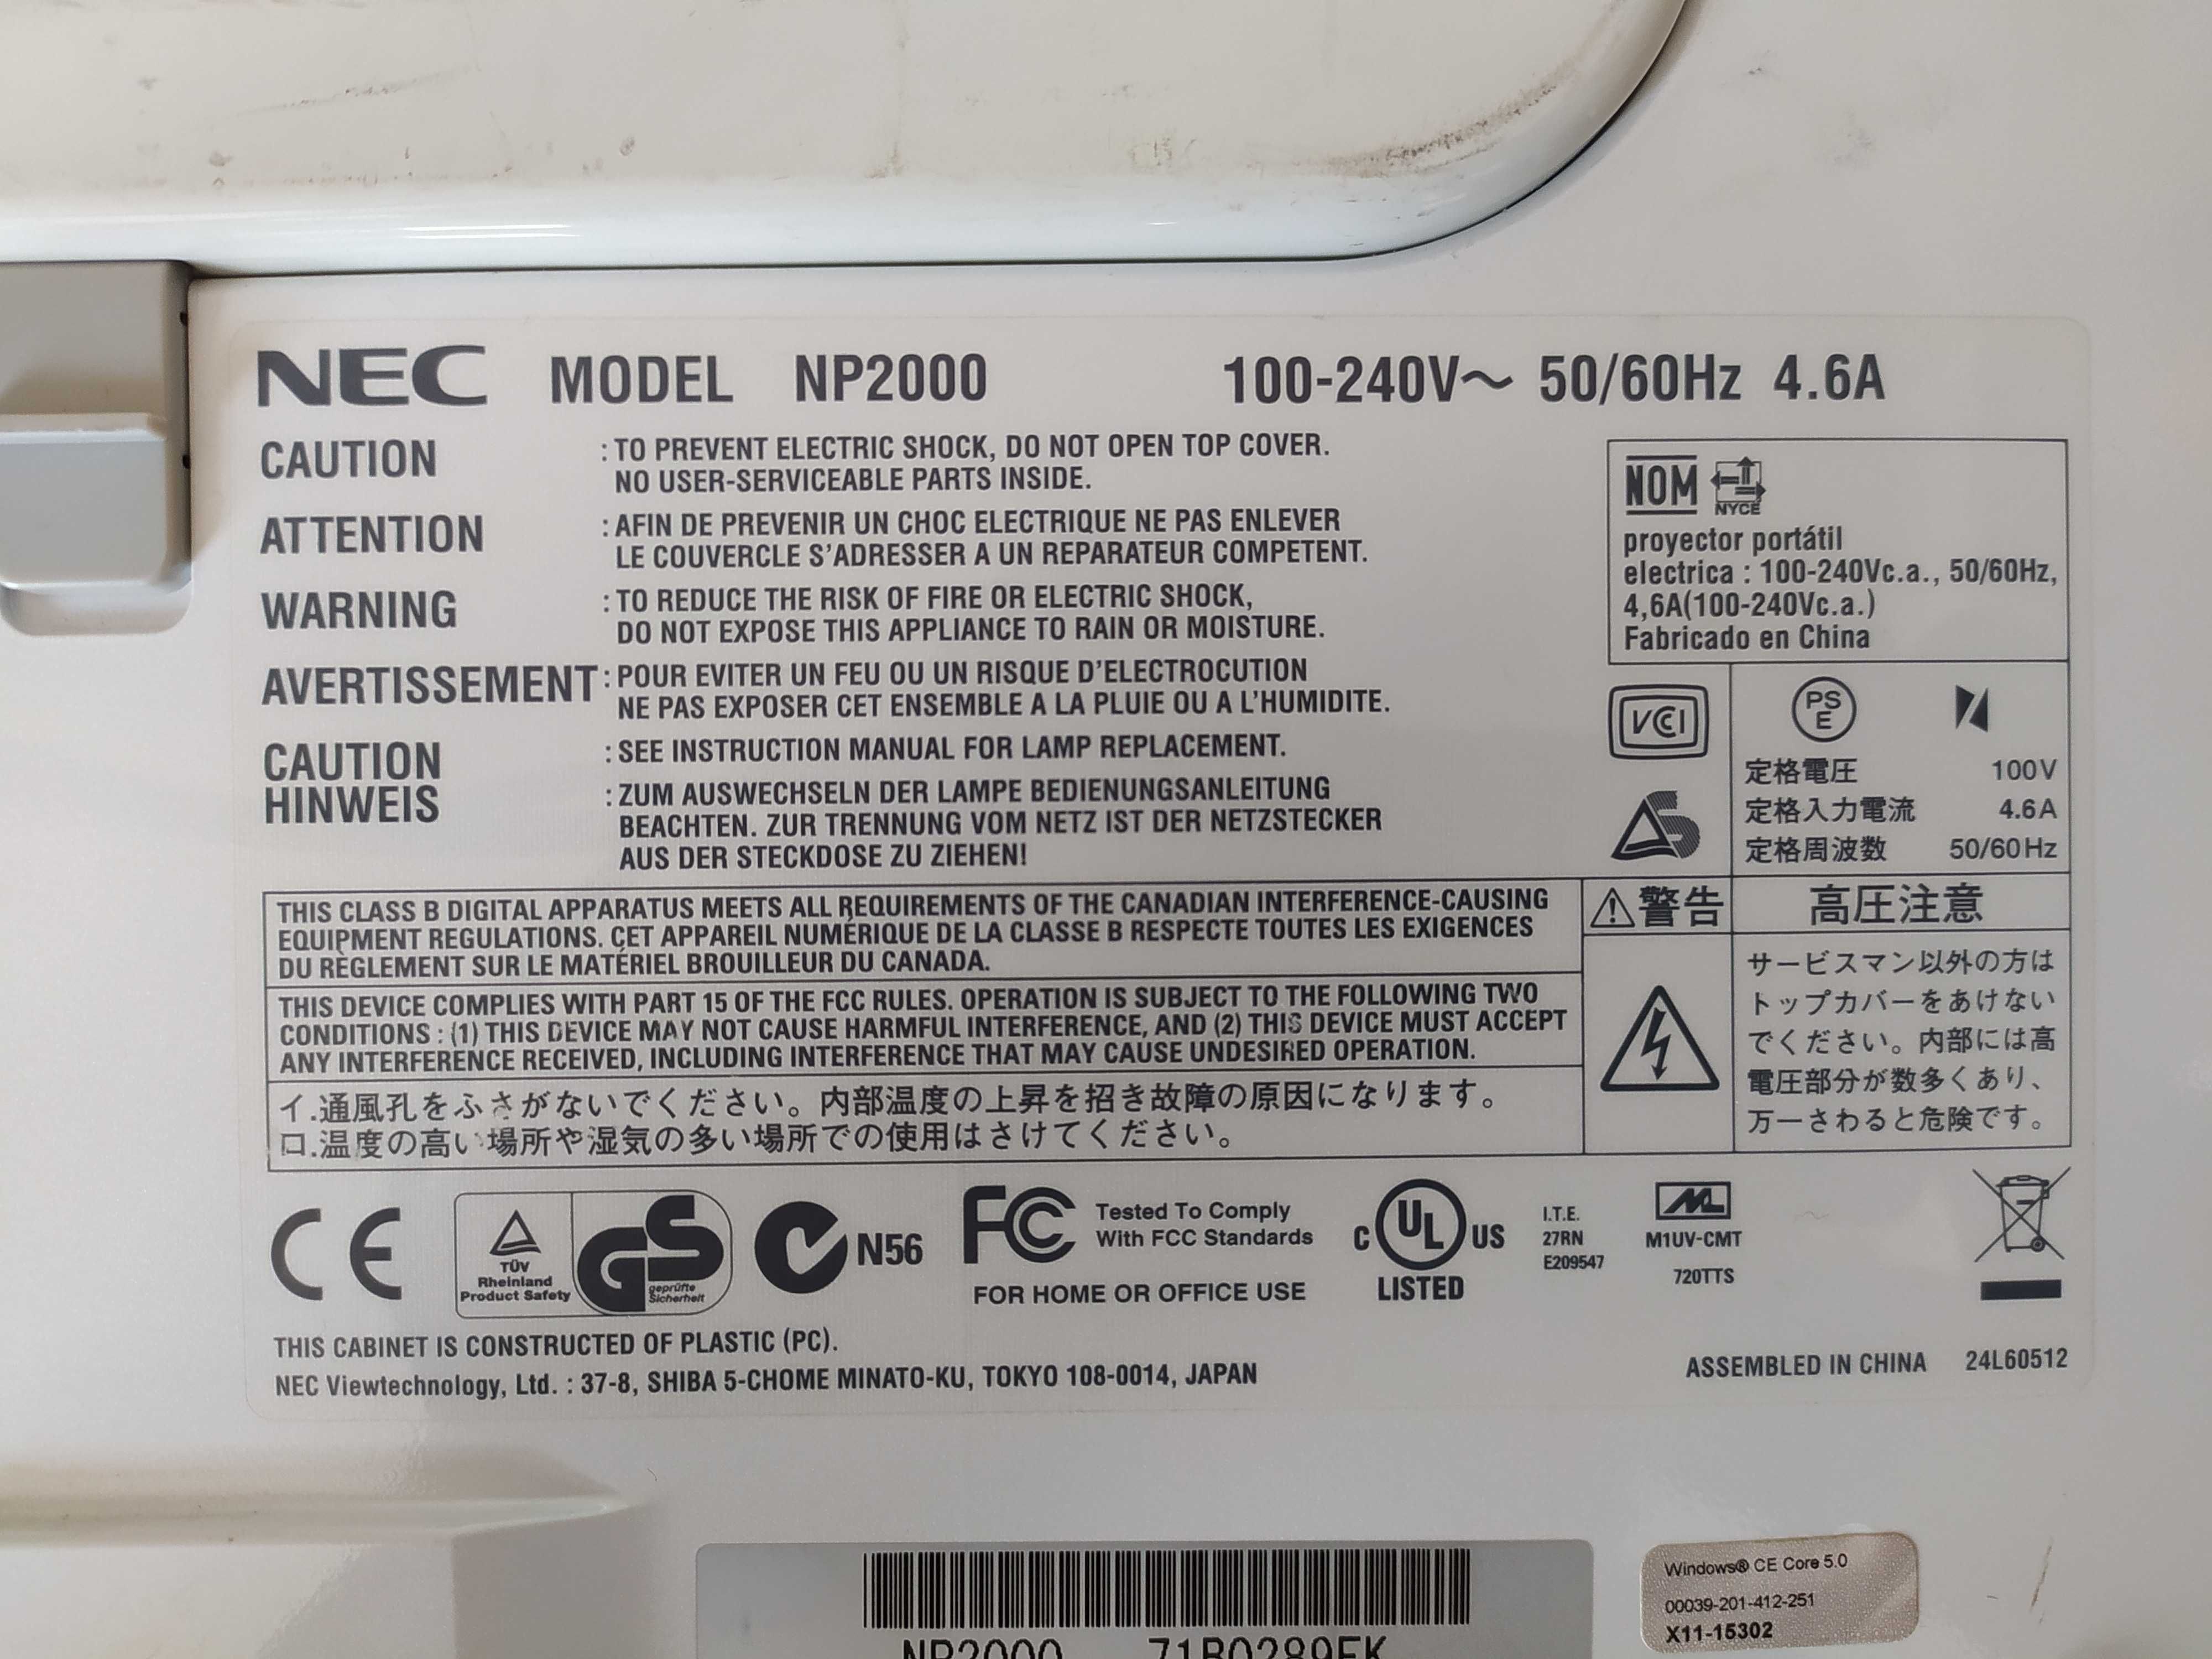 NEC MODEL NP2000 100-240V～ 50/60Hz 4.6A
CAUTION : TO PREVENT ELECTRIC SHOCK, DO NOT OPEN TOP COVER.
NO USER-SERVICEABLE PARTS INSIDE.
ATTENTION : AFIN DE PREVENIR UN CHOC ELECTRIQUE NE PAS ENLEVER
LE COUVERCLE S'ADRESSER A UN REPARATEUR COMPETENT.
WARNING : TO REDUCE THE RISK OF FIRE OR ELECTRIC SHOCK,
DO NOT EXPOSE THIS APPLIANCE TO RAIN OR MOISTURE.
AVERTISSEMENT : POUR EVITER UN FEU OU UN RISQUE D'ELECTROCUTION
NE PAS EXPOSER CET ENSEMBLE A LA PLUIE OU A L'HUMIDITE.
CAUTION : SEE INSTRUCTION MANUAL FOR LAMP REPLACEMENT.
HINWEIS : ZUM AUSWECHSELN DER LAMPE BEDIENUNGSANLEITUNG
BEACHTEN. ZUR TRENNUNG VOM NETZ IST DER NETZSTECKER
AUS DER STECKDOSE ZU ZIEHEN!
NOM NYCE
proyector portátil
electrica : 100-240Vc.a., 50/60Hz,
4,6A(100-240Vc.a.)
Fabricado en China
VCI
PS
E
定格電圧 100V
定格入力電流 4.6A
定格周波数 50/60Hz
THIS CLASS B DIGITAL APPARATUS MEETS ALL REQUIREMENTS OF THE CANADIAN INTERFERENCE-CAUSING
EQUIPMENT REGULATIONS. CET APPAREIL NUMÉRIQUE DE LA CLASSE B RESPECTE TOUTES LES EXIGENCES
DU RÈGLEMENT SUR LE MATÉRIEL BROUILLEUR DU CANADA.
THIS DEVICE COMPLIES WITH PART 15 OF THE FCC RULES. OPERATION IS SUBJECT TO THE FOLLOWING TWO
CONDITIONS : (1) THIS DEVICE MAY NOT CAUSE HARMFUL INTERFERENCE, AND (2) THIS DEVICE MUST ACCEPT
ANY INTERFERENCE RECEIVED, INCLUDING INTERFERENCE THAT MAY CAUSE UNDESIRED OPERATION.
イ.通風孔をふさがないでください。内部温度の上昇を招き故障の原因になります。
ロ.温度の高い場所や湿気の多い場所での使用はさけてください。
警告 高圧注意
サービスマン以外の方は
トップカバーをあけない
でください。内部には高
電圧部分が数多くあり、
万一さわると危険です。
CE
TÜV
Rheinland
Product Safety
GS
geprüfte
Sicherheit
N56
FC Tested To Comply
With FCC Standards
FOR HOME OR OFFICE USE
C UL US
LISTED
I.T.E.
27RN
E209547
M1UV-CMT
720TTS
THIS CABINET IS CONSTRUCTED OF PLASTIC (PC).
NEC Viewtechnology, Ltd. : 37-8, SHIBA 5-CHOME MINATO-KU, TOKYO 108-0014, JAPAN
ASSEMBLED IN CHINA 24L60512
NP2000 71B0289FK
Windows® CE Core 5.0
00039-201-412-251
X11-15302